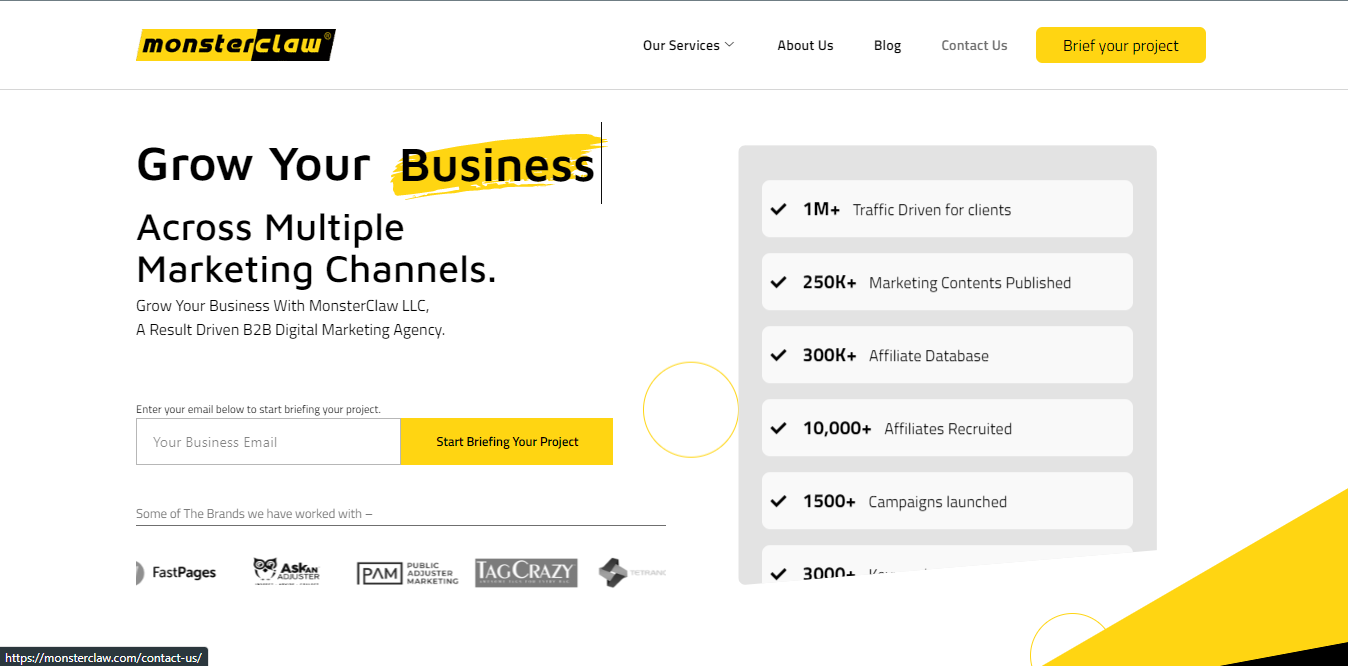 monsterclaw®
Our Services
About Us
Blog
Contact Us
Brief your project
Grow Your Business
Across Multiple
Marketing Channels.
Grow Your Business With MonsterClaw LLC,
A Result Driven B2B Digital Marketing Agency.
Enter your email below to start briefing your project.
Your Business Email
Start Briefing Your Project
Some of The Brands we have worked with –
FastPages
ASK AN ADJUSTER
PAM PUBLIC ADJUSTER MARKETING
TAGCRAZY
1M+ Traffic Driven for clients
250K+ Marketing Contents Published
300K+ Affiliate Database
10,000+ Affiliates Recruited
1500+ Campaigns launched
3000+
https://monsterclaw.com/contact-us/